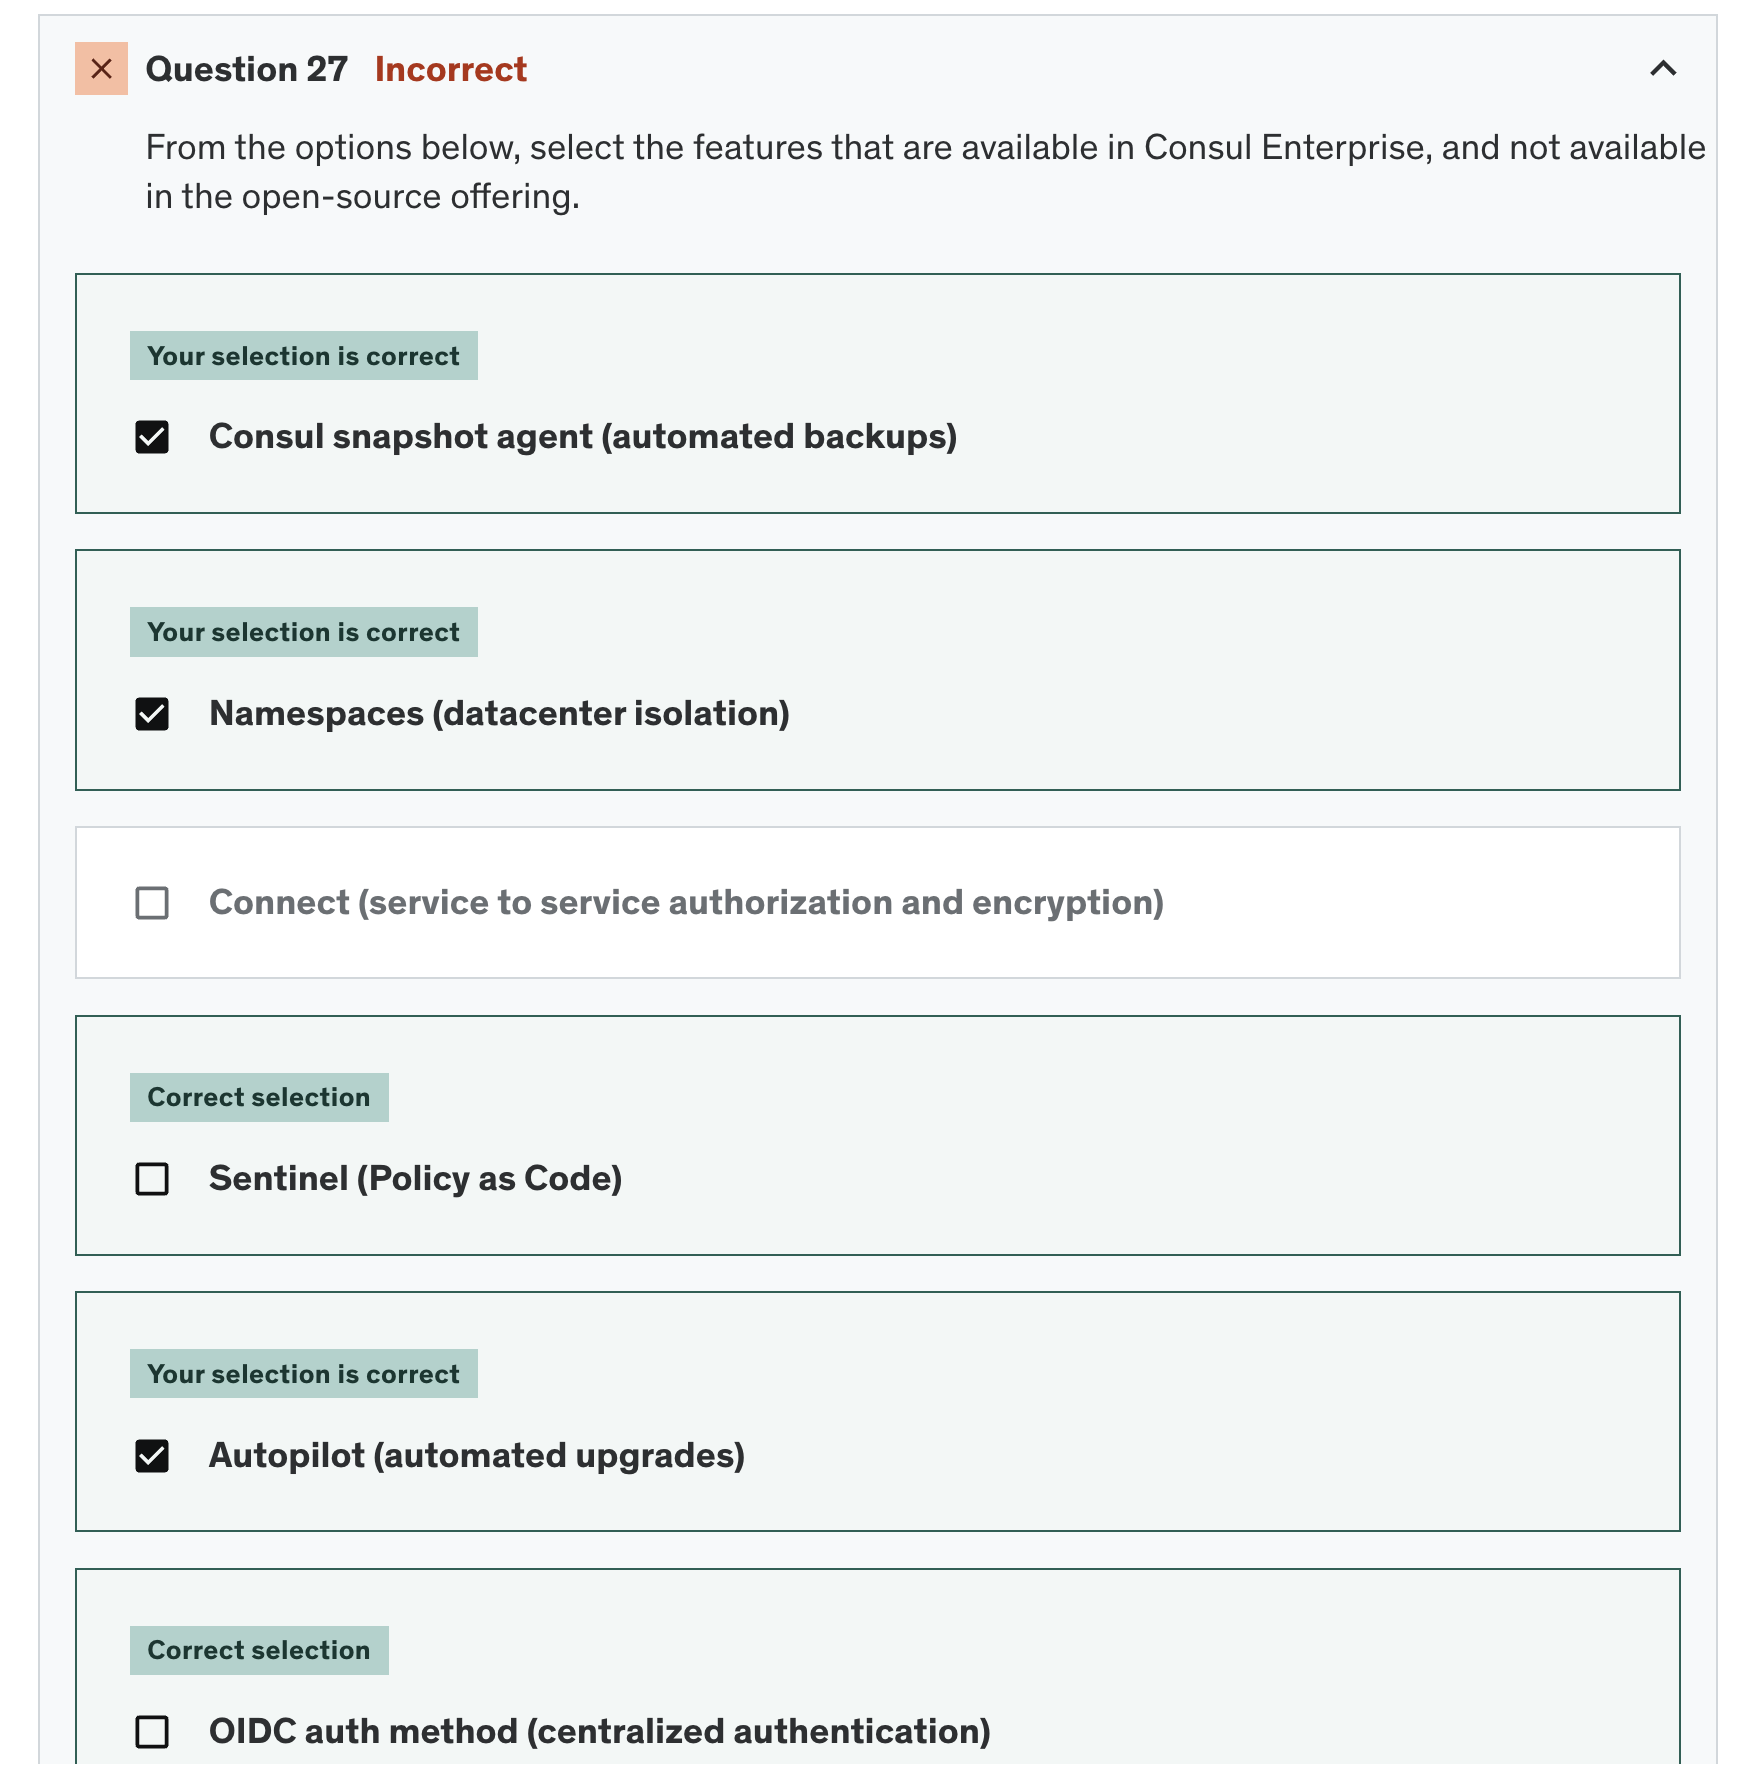 Question 27 Incorrect
From the options below, select the features that are available in Consul Enterprise, and not available
in the open-source offering.
Your selection is correct
Consul snapshot agent (automated backups)
Your selection is correct
Namespaces (datacenter isolation)
Connect (service to service authorization and encryption)
Correct selection
Sentinel (Policy as Code)
Your selection is correct
Autopilot (automated upgrades)
Correct selection
OIDC auth method (centralized authentication)